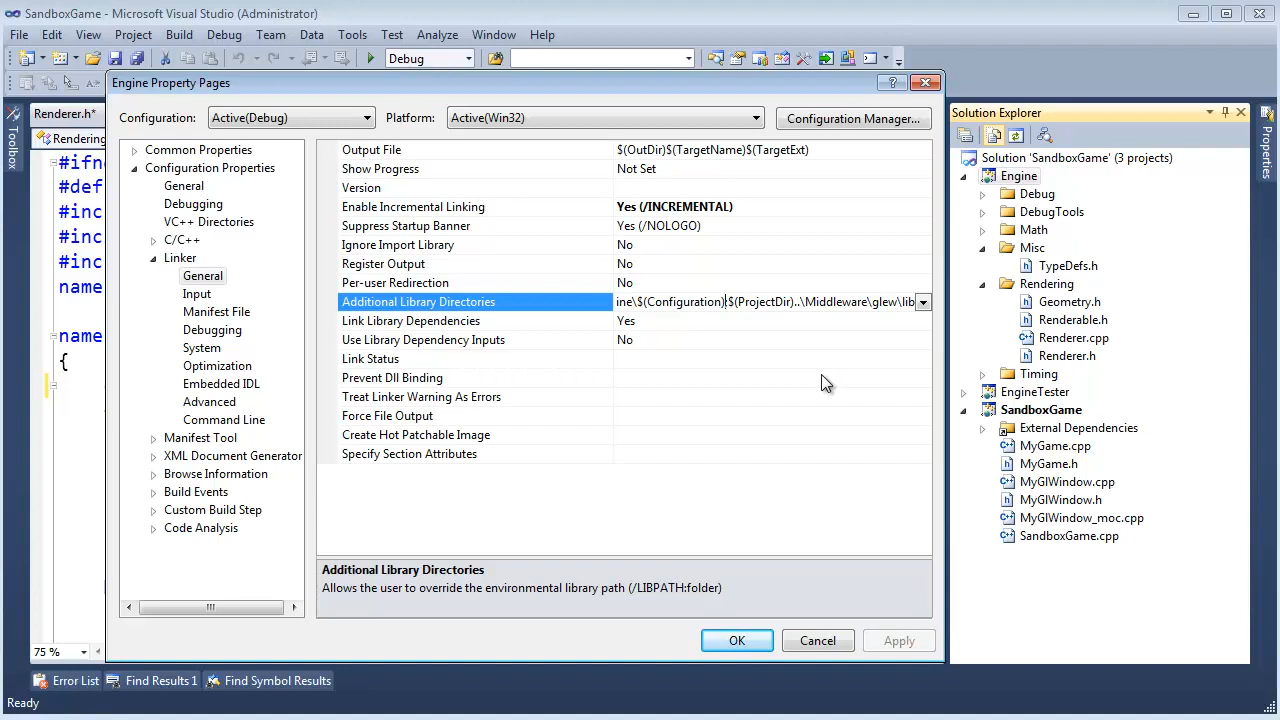 SandboxGame - Microsoft Visual Studio (Administrator)
File Edit View Project Build Debug Team Data Tools Test Analyze Window Help
Debug
Engine Property Pages
Configuration: Active(Debug) Platform: Active(Win32) Configuration Manager...
Common Properties
Configuration Properties
General
Debugging
VC++ Directories
C/C++
Linker
General
Input
Manifest File
Debugging
System
Optimization
Embedded IDL
Advanced
Command Line
Manifest Tool
XML Document Generator
Browse Information
Build Events
Custom Build Step
Code Analysis
Output File $(OutDir)$(TargetName)$(TargetExt)
Show Progress Not Set
Version
Enable Incremental Linking Yes (/INCREMENTAL)
Suppress Startup Banner Yes (/NOLOGO)
Ignore Import Library No
Register Output No
Per-user Redirection No
Additional Library Directories ine\$(Configuration);$(ProjectDir)..\Middleware\glew\lib
Link Library Dependencies Yes
Use Library Dependency Inputs No
Link Status
Prevent Dll Binding
Treat Linker Warning As Errors
Force File Output
Create Hot Patchable Image
Specify Section Attributes
Additional Library Directories
Allows the user to override the environmental library path (/LIBPATH:folder)
OK Cancel Apply
Toolbox
Renderer.h*
Rendering
#ifn
#def
#inc
#inc
#inc
name
name
{
75 %
Solution Explorer
Solution 'SandboxGame' (3 projects)
Engine
Debug
DebugTools
Math
Misc
TypeDefs.h
Rendering
Geometry.h
Renderable.h
Renderer.cpp
Renderer.h
Timing
EngineTester
SandboxGame
External Dependencies
MyGame.cpp
MyGame.h
MyGlWindow.cpp
MyGlWindow.h
MyGlWindow_moc.cpp
SandboxGame.cpp
Properties
Error List Find Results 1 Find Symbol Results
Ready